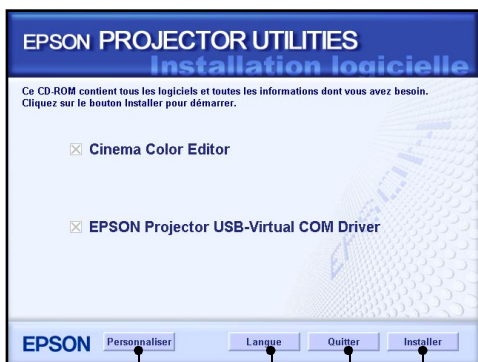 EPSON PROJECTOR UTILITIES
Installation logicielle
Ce CD-ROM contient tous les logiciels et toutes les informations dont vous avez besoin.
Cliquez sur le bouton Installer pour démarrer.
Cinema Color Editor
EPSON Projector USB-Virtual COM Driver
EPSON
EPSON Personnaliser Langue Quitter Installer